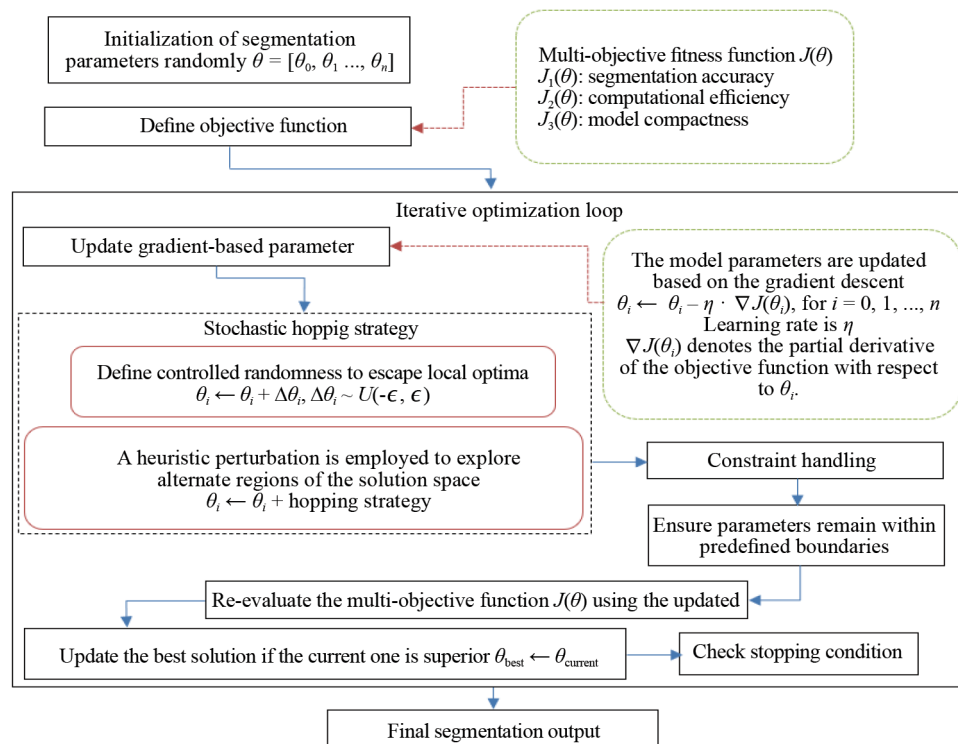 Initialization of segmentation
parameters randomly θ = [θ₀, θ₁ ..., θₙ]
Multi-objective fitness function J(θ)
J₁(θ): segmentation accuracy
J₂(θ): computational efficiency
J₃(θ): model compactness
Define objective function
Iterative optimization loop
Update gradient-based parameter
The model parameters are updated
based on the gradient descent
θᵢ ← θᵢ – η · ∇J(θᵢ), for i = 0, 1, ..., n
Learning rate is η
∇J(θᵢ) denotes the partial derivative
of the objective function with respect
to θᵢ.
Stochastic hoppig strategy
Define controlled randomness to escape local optima
θᵢ ← θᵢ + Δθᵢ, Δθᵢ ~ U(-ϵ, ϵ)
A heuristic perturbation is employed to explore
alternate regions of the solution space
θᵢ ← θᵢ + hopping strategy
Constraint handling
Ensure parameters remain within
predefined boundaries
Re-evaluate the multi-objective function J(θ) using the updated
Update the best solution if the current one is superior θbest ← θcurrent
Check stopping condition
Final segmentation output